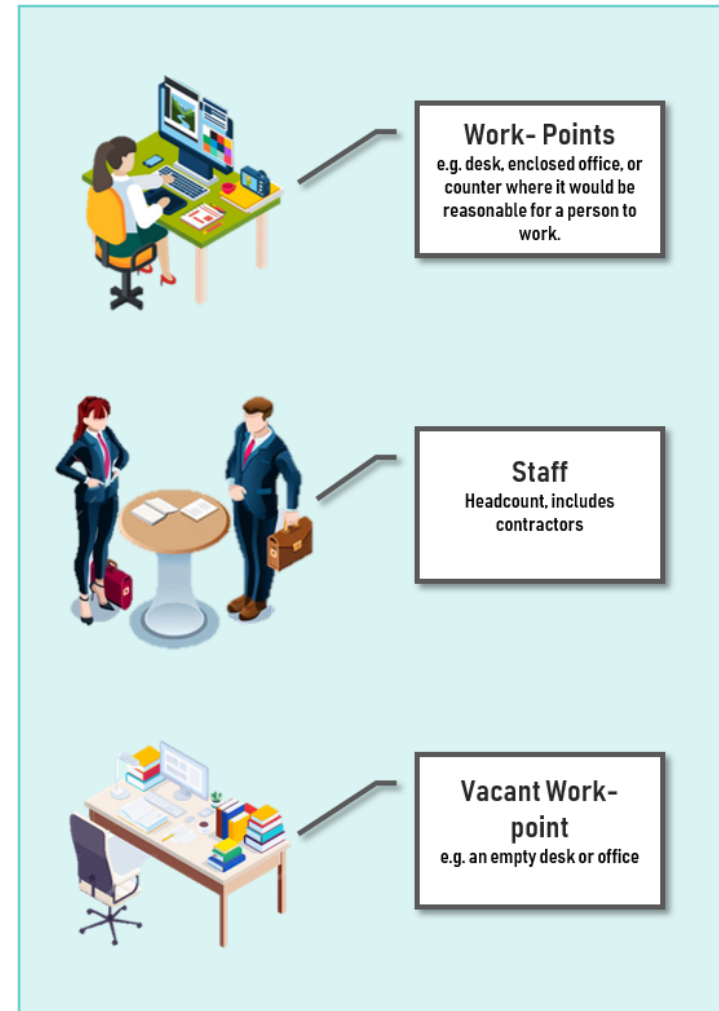 Work- Points
e.g. desk, enclosed office, or
counter where it would be
reasonable for a person to
work.
Staff
Headcount, includes
contractors
Vacant Work-
point
e.g. an empty desk or office